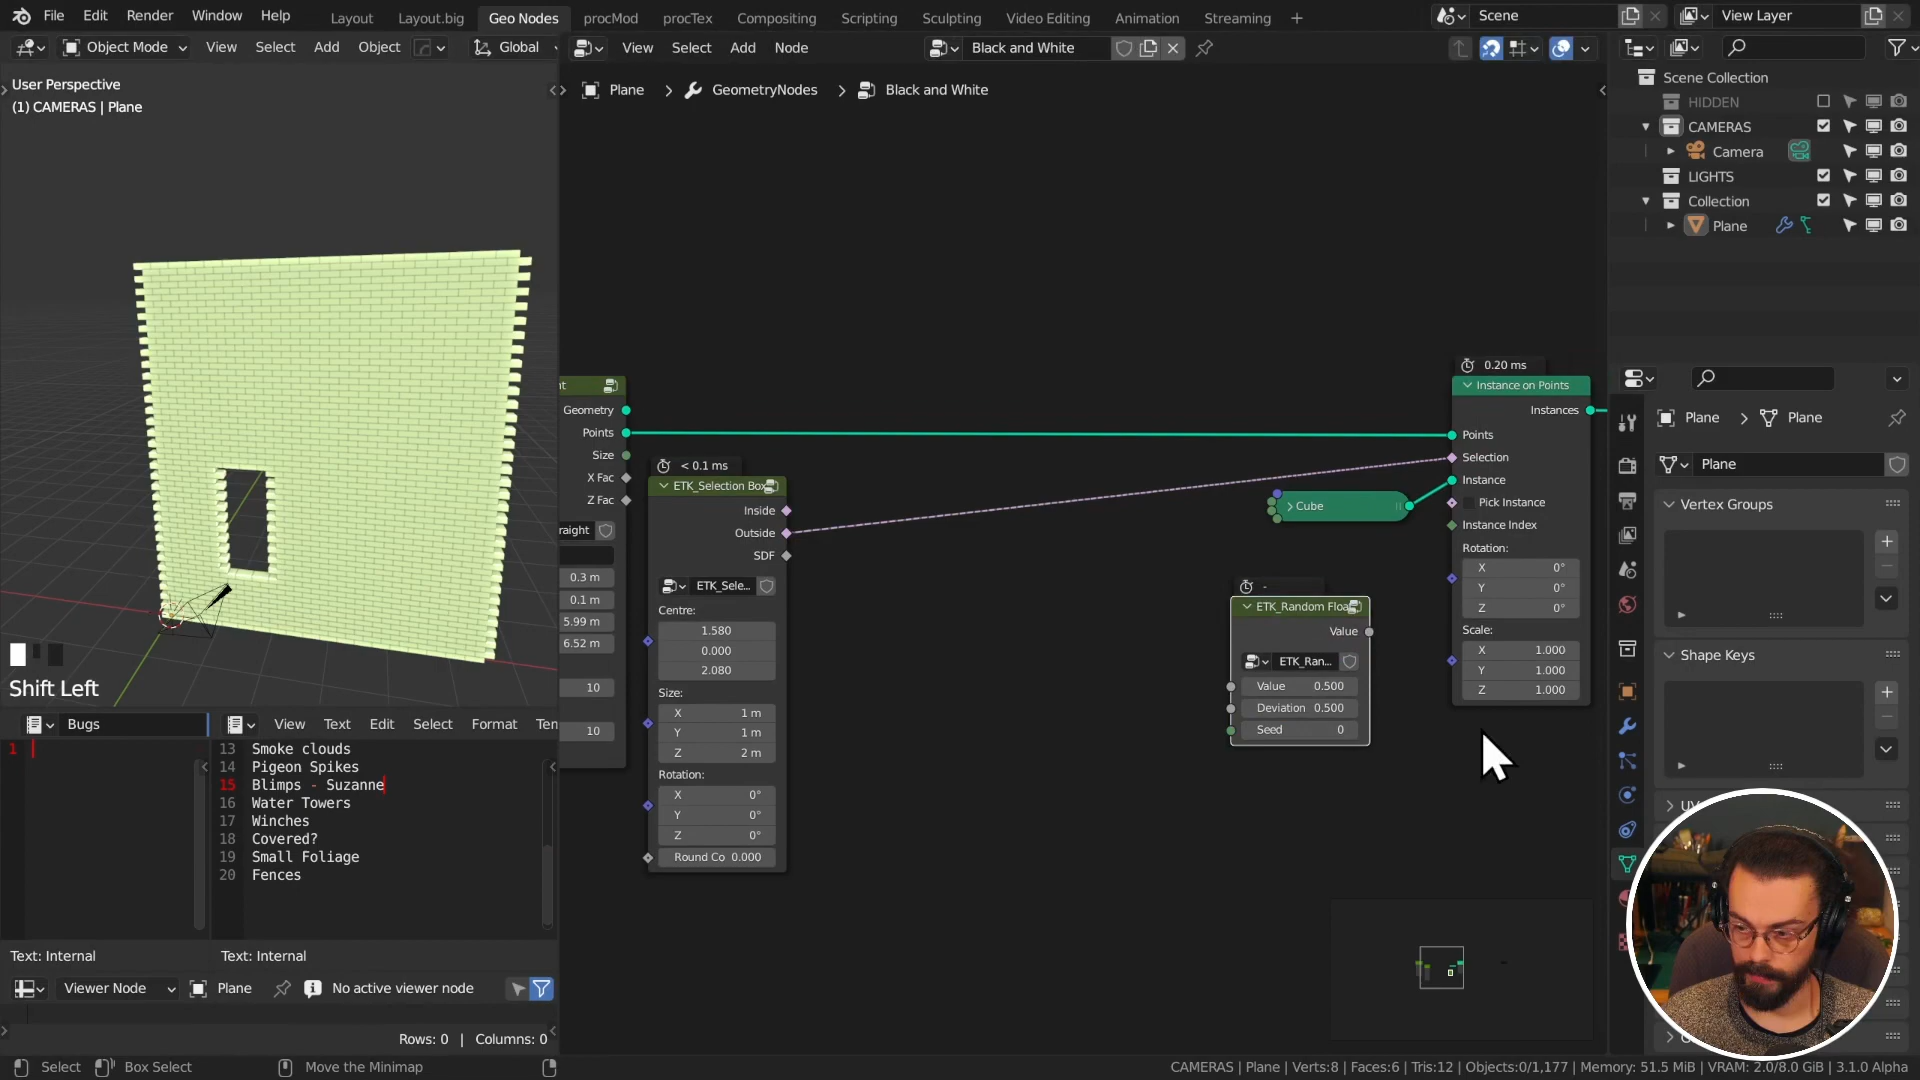 File Edit Render Window Help Layout Layout.big Geo Nodes procMod procTex Compositing Scripting Sculpting Video Editing Animation Streaming + Scene View Layer
Object Mode View Select Add Object Global View Select Add Node Black and White
User Perspective
(1) CAMERAS | Plane
Plane > GeometryNodes > Black and White
Scene Collection
HIDDEN
CAMERAS
Camera
LIGHTS
Collection
Plane
Geometry
Points
Size
X Fac
Z Fac
raight
0.3 m
0.1 m
5.99 m
6.52 m
10
10
< 0.1 ms
ETK_Selection Box
Inside
Outside
SDF
ETK_Sele...
Centre:
1.580
0.000
2.080
Size:
X 1 m
Y 1 m
Z 2 m
Rotation:
X 0°
Y 0°
Z 0°
Round Co 0.000
Cube
-
ETK_Random Floa
Value
ETK_Ran...
Value 0.500
Deviation 0.500
Seed 0
0.20 ms
Instance on Points
Instances
Points
Selection
Instance
Pick Instance
Instance Index
Rotation:
X 0°
Y 0°
Z 0°
Scale:
X 1.000
Y 1.000
Z 1.000
Plane > Plane
Plane
Vertex Groups
Shape Keys
Shift Left
Bugs View Text Edit Select Format
1
13 Smoke clouds
14 Pigeon Spikes
15 Blimps - Suzanne
16 Water Towers
17 Winches
18 Covered?
19 Small Foliage
20 Fences
Text: Internal Text: Internal
Viewer Node Plane No active viewer node
Rows: 0 | Columns: 0
Select Box Select Move the Minimap CAMERAS | Plane | Verts:8 | Faces:6 | Tris:12 | Objects:0/1,177 | Memory: 51.5 MiB | VRAM: 2.0/8.0 GiB | 3.1.0 Alpha